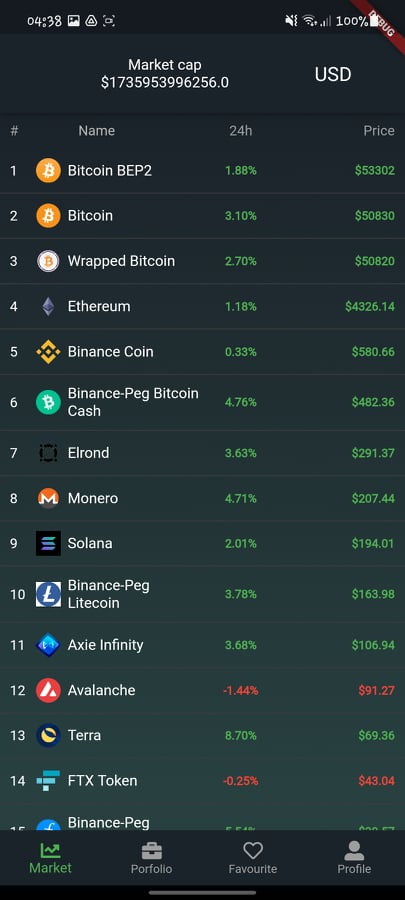 04:38 100%
DEBUG
Market cap
$1735953996256.0
USD
# Name 24h Price
1 Bitcoin BEP2 1.88% $53302
2 Bitcoin 3.10% $50830
3 Wrapped Bitcoin 2.70% $50820
4 Ethereum 1.18% $4326.14
5 Binance Coin 0.33% $580.66
6 Binance-Peg Bitcoin
Cash 4.76% $482.36
7 Elrond 3.63% $291.37
8 Monero 4.71% $207.44
9 Solana 2.01% $194.01
10 Binance-Peg
Litecoin 3.78% $163.98
11 Axie Infinity 3.68% $106.94
12 Avalanche -1.44% $91.27
13 Terra 8.70% $69.36
14 FTX Token -0.25% $43.04
Binance-Peg
Market Porfolio Favourite Profile